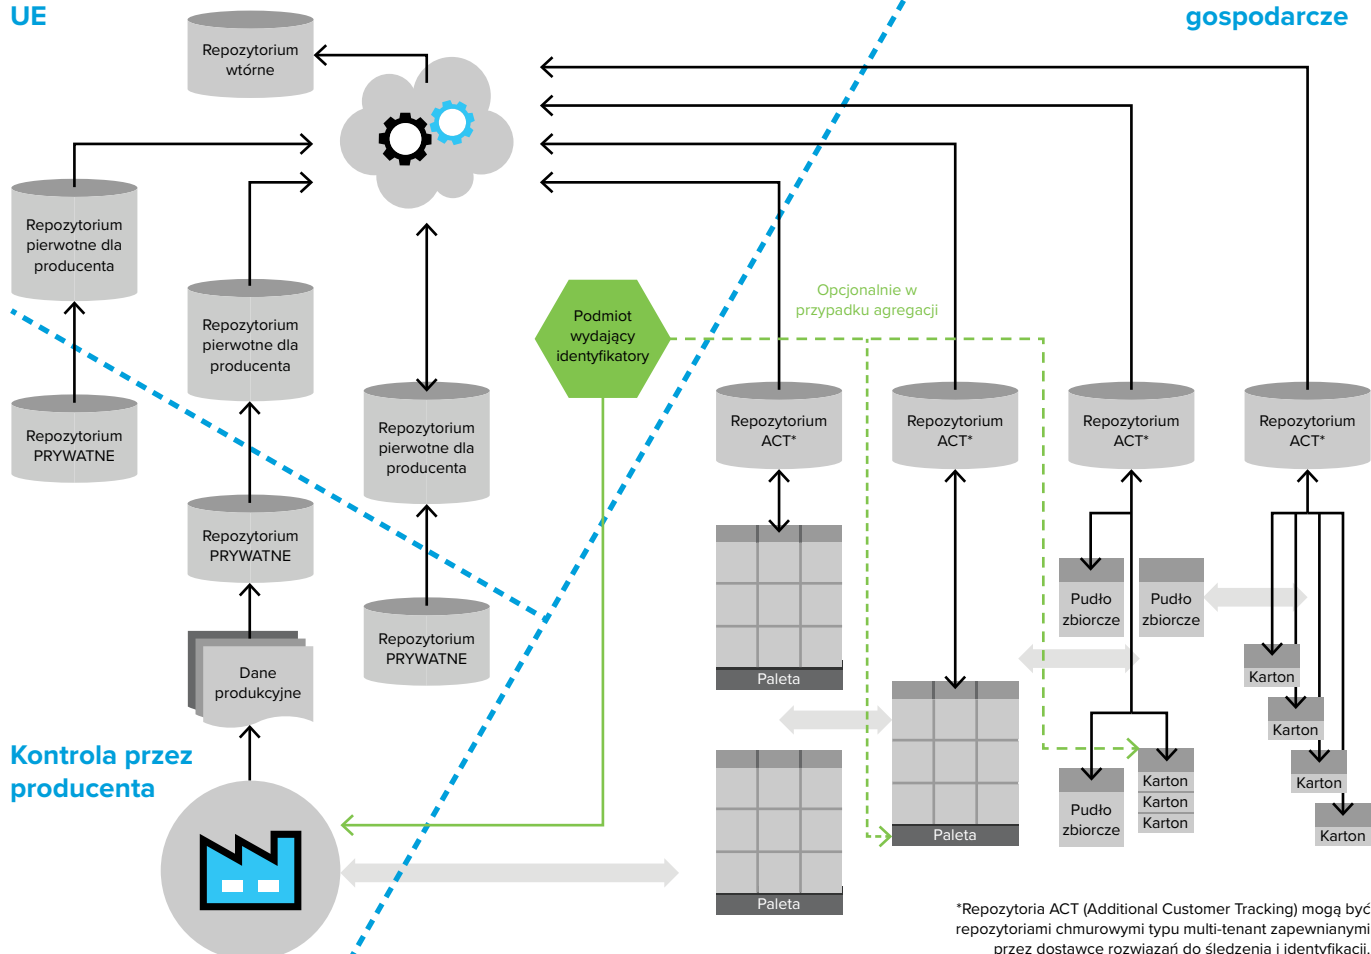 UE
gospodarcze
Repozytorium
wtórne
Repozytorium
pierwotne dla
producenta
Repozytorium
pierwotne dla
producenta
Podmiot
wydający
identyfikatory
Opcjonalnie w
przypadku agregacji
Repozytorium
PRYWATNE
Repozytorium
pierwotne dla
producenta
Repozytorium
ACT*
Repozytorium
ACT*
Repozytorium
ACT*
Repozytorium
ACT*
Repozytorium
PRYWATNE
Repozytorium
PRYWATNE
Dane
produkcyjne
Paleta
Pudło
zbiorcze
Pudło
zbiorcze
Karton
Karton
Karton
Karton
Kontrola przez
producenta
Paleta
Paleta
Pudło
zbiorcze
Karton
Karton
Karton
*Repozytoria ACT (Additional Customer Tracking) mogą być
repozytoriami chmurowymi typu multi-tenant zapewnianymi
przez dostawcę rozwiązań do śledzenia i identyfikacji.